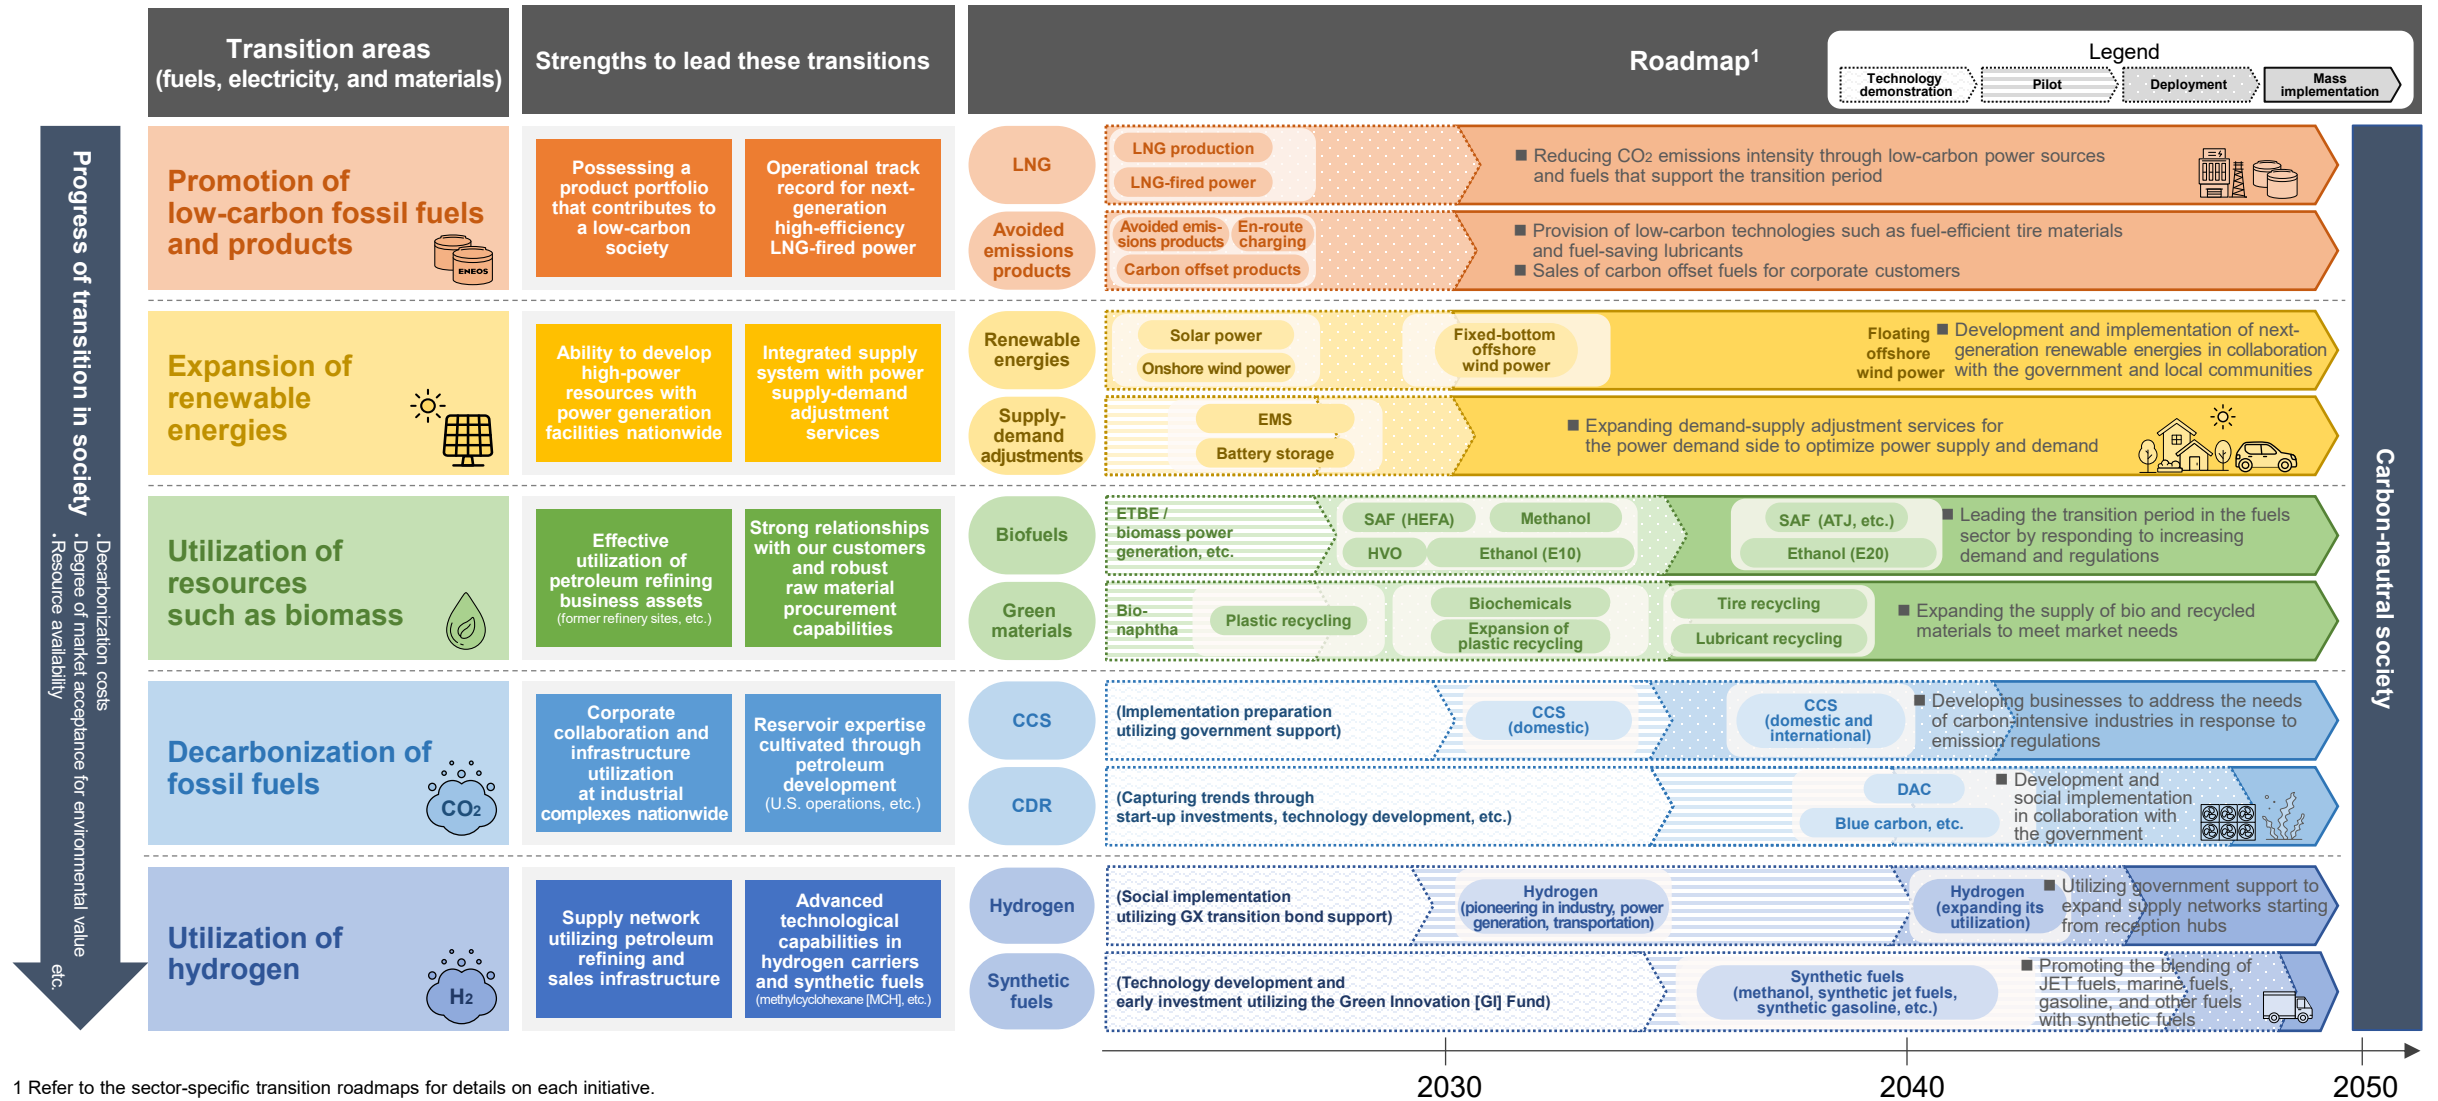 Transition areas
(fuels, electricity, and materials)
Strengths to lead these transitions
Roadmap1
Legend
Technology
demonstration
Pilot
Deployment
Mass
implementation
Progress of transition in society
・Decarbonization costs
・Degree of market acceptance for environmental value
・Resource availability
etc.
Promotion of
low-carbon fossil fuels
and products
ENEOS
Possessing a
product portfolio
that contributes to
a low-carbon
society
Operational track
record for next-
generation
high-efficiency
LNG-fired power
LNG
LNG production
LNG-fired power
■ Reducing CO2 emissions intensity through low-carbon power sources
and fuels that support the transition period
Avoided
emissions
products
Avoided emis-
sions products
En-route
charging
Carbon offset products
■ Provision of low-carbon technologies such as fuel-efficient tire materials
and fuel-saving lubricants
■ Sales of carbon offset fuels for corporate customers
Expansion of
renewable
energies
Ability to develop
high-power
resources with
power generation
facilities nationwide
Integrated supply
system with power
supply-demand
adjustment
services
Renewable
energies
Solar power
Onshore wind power
Fixed-bottom
offshore
wind power
Floating
offshore
wind power
■ Development and implementation of next-
generation renewable energies in collaboration
with the government and local communities
Supply-
demand
adjustments
EMS
Battery storage
■ Expanding demand-supply adjustment services for
the power demand side to optimize power supply and demand
Utilization of
resources
such as biomass
Effective
utilization of
petroleum refining
business assets
(former refinery sites, etc.)
Strong relationships
with our customers
and robust
raw material
procurement
capabilities
Biofuels
ETBE /
biomass power
generation, etc.
SAF (HEFA)
Methanol
HVO
Ethanol (E10)
SAF (ATJ, etc.)
Ethanol (E20)
■ Leading the transition period in the fuels
sector by responding to increasing
demand and regulations
Green
materials
Bio-
naphtha
Plastic recycling
Biochemicals
Expansion of
plastic recycling
Tire recycling
Lubricant recycling
■ Expanding the supply of bio and recycled
materials to meet market needs
Decarbonization of
fossil fuels
CO2
Corporate
collaboration and
infrastructure
utilization
at industrial
complexes nationwide
Reservoir expertise
cultivated through
petroleum
development
(U.S. operations, etc.)
CCS
(Implementation preparation
utilizing government support)
CCS
(domestic)
CCS
(domestic and
international)
■ Developing businesses to address the needs
of carbon-intensive industries in response to
emission regulations
CDR
(Capturing trends through
start-up investments, technology development, etc.)
DAC
Blue carbon, etc.
■ Development and
social implementation
in collaboration with
the government
Utilization of
hydrogen
H2
Supply network
utilizing petroleum
refining and
sales infrastructure
Advanced
technological
capabilities in
hydrogen carriers
and synthetic fuels
(methylcyclohexane [MCH], etc.)
Hydrogen
(Social implementation
utilizing GX transition bond support)
Hydrogen
(pioneering in industry, power
generation, transportation)
Hydrogen
(expanding its
utilization)
■ Utilizing government support to
expand supply networks starting
from reception hubs
Synthetic
fuels
(Technology development and
early investment utilizing the Green Innovation [GI] Fund)
Synthetic fuels
(methanol, synthetic jet fuels,
synthetic gasoline, etc.)
■ Promoting the blending of
JET fuels, marine fuels,
gasoline, and other fuels
with synthetic fuels
Carbon-neutral society
2030
2040
2050
1 Refer to the sector-specific transition roadmaps for details on each initiative.